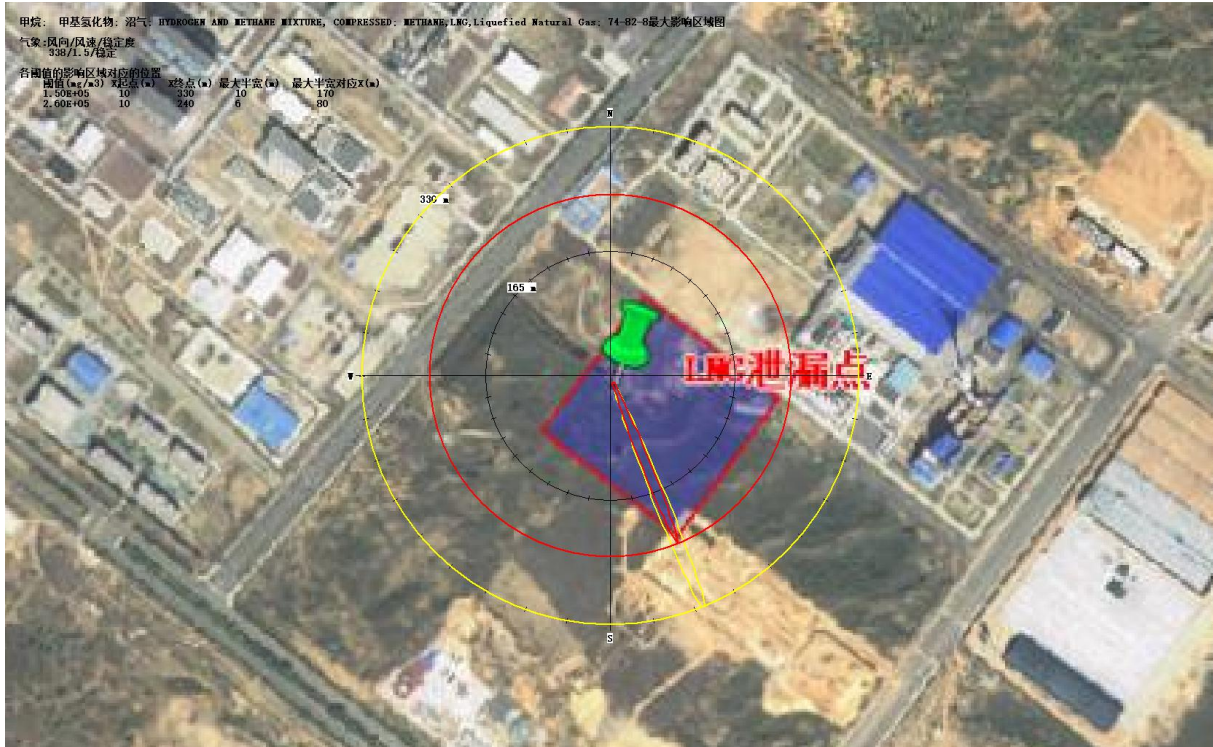 甲烷; 甲基氢化物; 沼气; HYDROGEN AND METHANE MIXTURE, COMPRESSED; METHANE,LNG,Liquefied Natural Gas; 74-82-8最大影响区域图
气象:风向/风速/稳定度
338/1.5/稳定
各阈值的影响区域对应的位置
阈值(mg/m3) X起点(m) X终点(m) 最大半宽(m) 最大半宽对应X(m)
1.50E+05 10 330 10 170
2.60E+05 10 240 6 80
N
330 m
165 m
LNG泄漏点
W
E
S